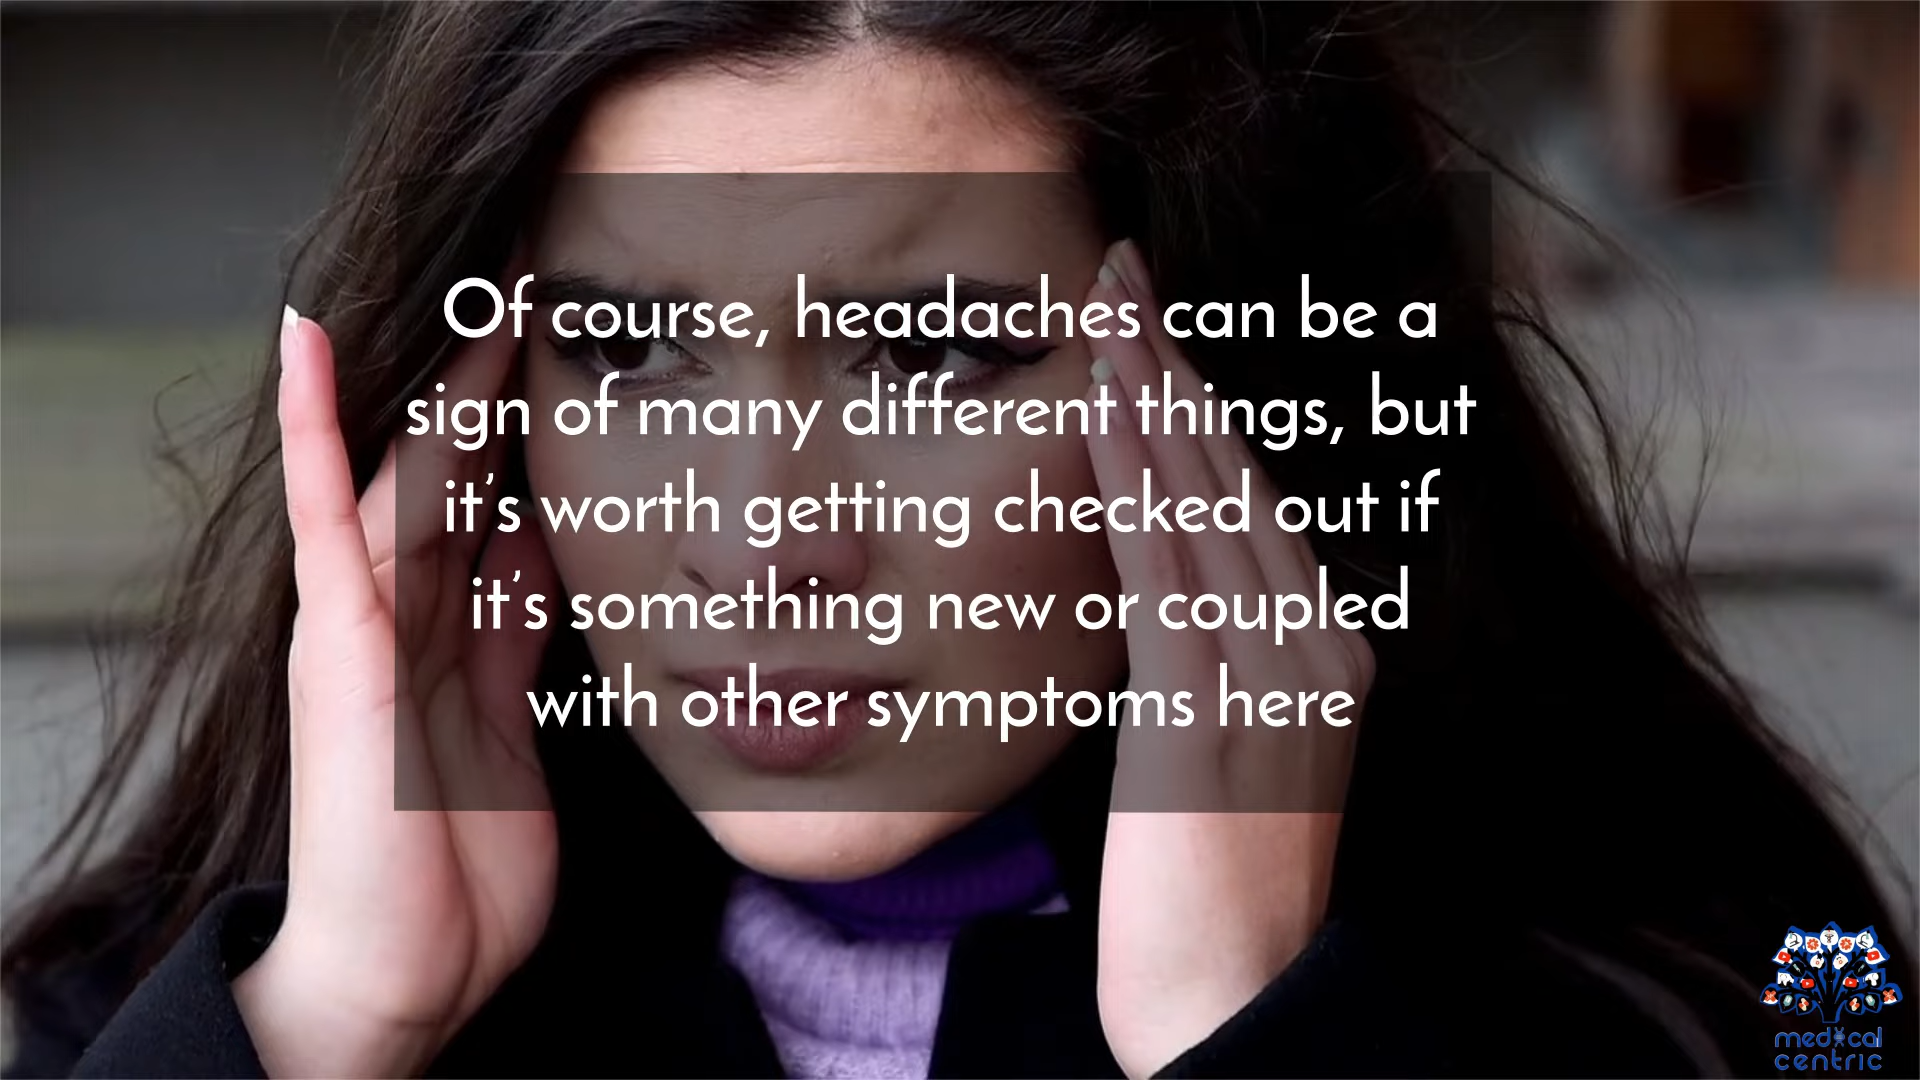 Of course, headaches can be a
sign of many different things, but
it's worth getting checked out if
it's something new or coupled
with other symptoms here
medical
centric